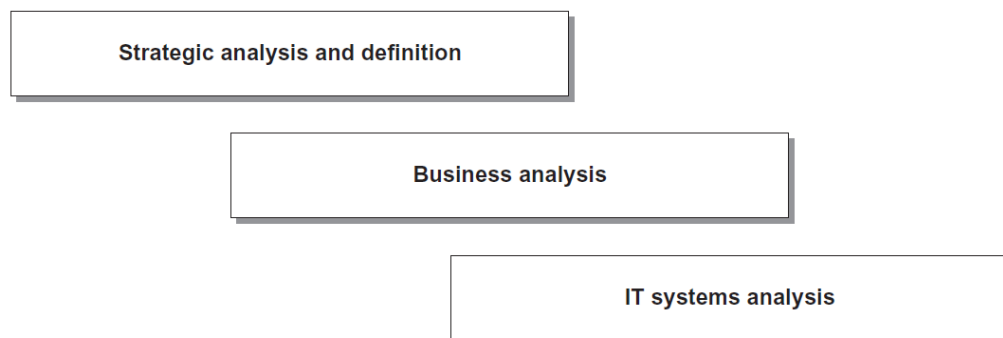 Strategic analysis and definition
Business analysis
IT systems analysis